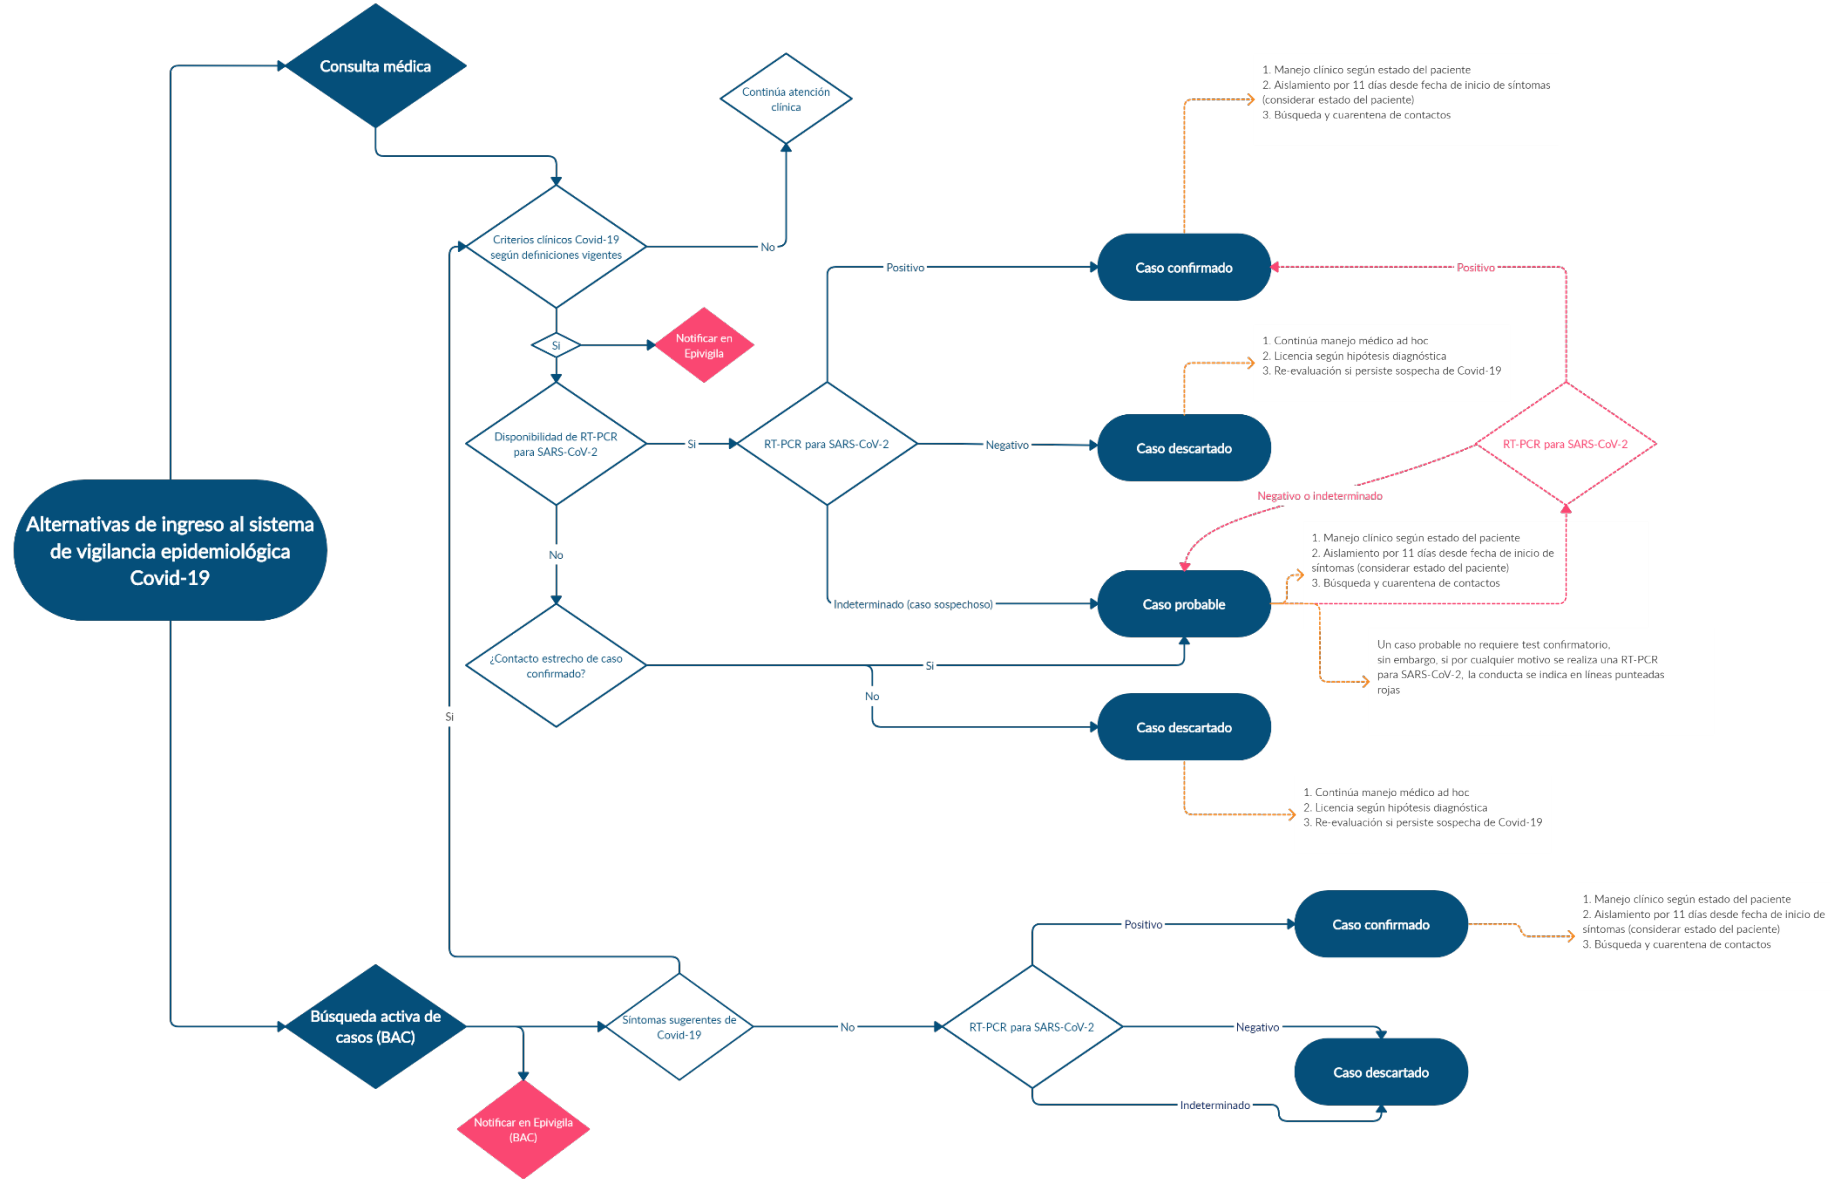 Consulta médica
Continúa atención
clínica
1. Manejo clínico según estado del paciente
2. Aislamiento por 11 días desde fecha de inicio de síntomas
(considerar estado del paciente)
3. Búsqueda y cuarentena de contactos
Criterios clínicos Covid-19
según definiciones vigentes
No
Positivo
Caso confirmado
Positivo
Si
Notificar en
Epivigila
1. Continúa manejo médico ad hoc
2. Licencia según hipótesis diagnóstica
3. Re-evaluación si persiste sospecha de Covid-19
Disponibilidad de RT-PCR
para SARS-CoV-2
Si
RT-PCR para SARS-CoV-2
Negativo
Caso descartado
RT-PCR para SARS-CoV-2
Negativo o indeterminado
Alternativas de ingreso al sistema
de vigilancia epidemiológica
Covid-19
No
1. Manejo clínico según estado del paciente
2. Aislamiento por 11 días desde fecha de inicio de
síntomas (considerar estado del paciente)
3. Búsqueda y cuarentena de contactos
Indeterminado (caso sospechoso)
Caso probable
¿Contacto estrecho de caso
confirmado?
Si
No
Un caso probable no requiere test confirmatorio,
sin embargo, si por cualquier motivo se realiza una RT-PCR
para SARS-CoV-2, la conducta se indica en líneas punteadas
rojas
Si
Caso descartado
1. Continúa manejo médico ad hoc
2. Licencia según hipótesis diagnóstica
3. Re-evaluación si persiste sospecha de Covid-19
Positivo
Caso confirmado
1. Manejo clínico según estado del paciente
2. Aislamiento por 11 días desde fecha de inicio de
síntomas (considerar estado del paciente)
3. Búsqueda y cuarentena de contactos
Búsqueda activa de
casos (BAC)
Síntomas sugerentes de
Covid-19
No
RT-PCR para SARS-CoV-2
Negativo
Caso descartado
Indeterminado
Notificar en Epivigila
(BAC)